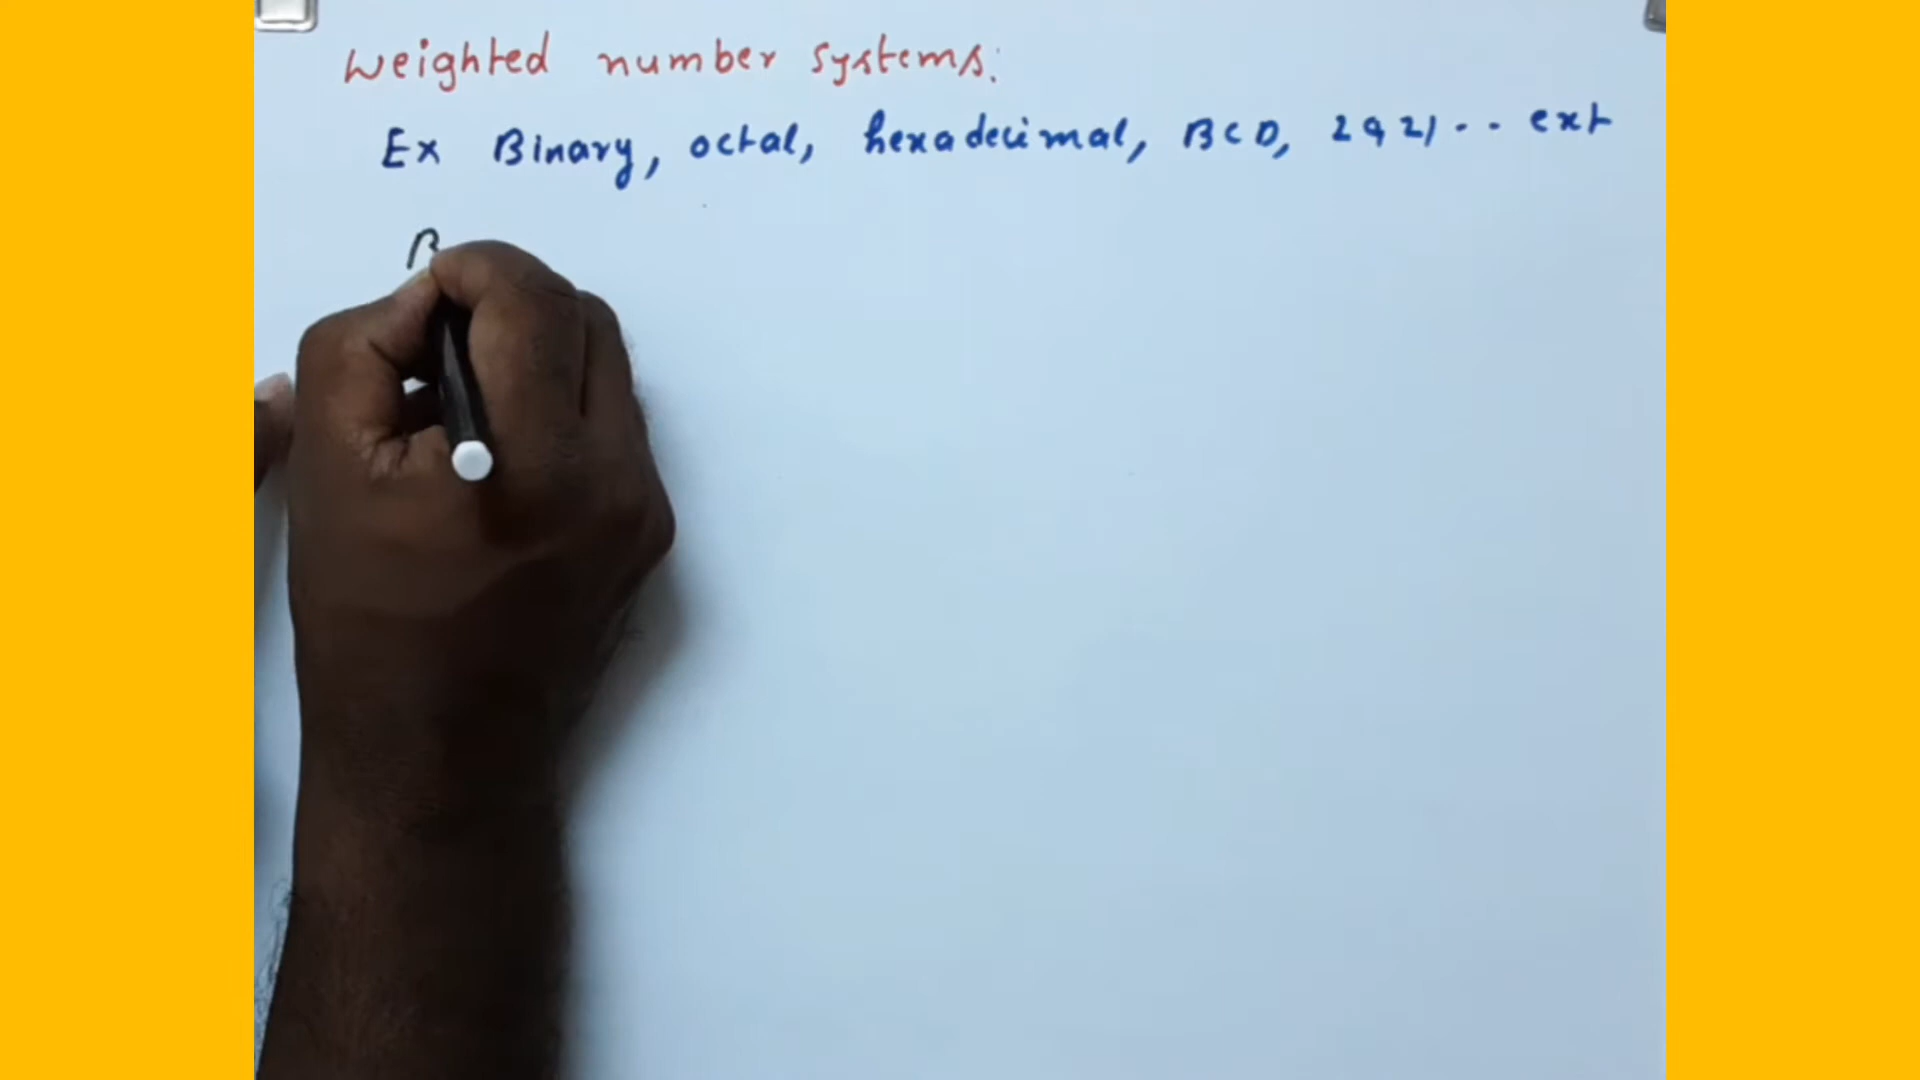 Weighted number systems:
Ex Binary, octal, hexadecimal, BCD, 2421 .. ext
B